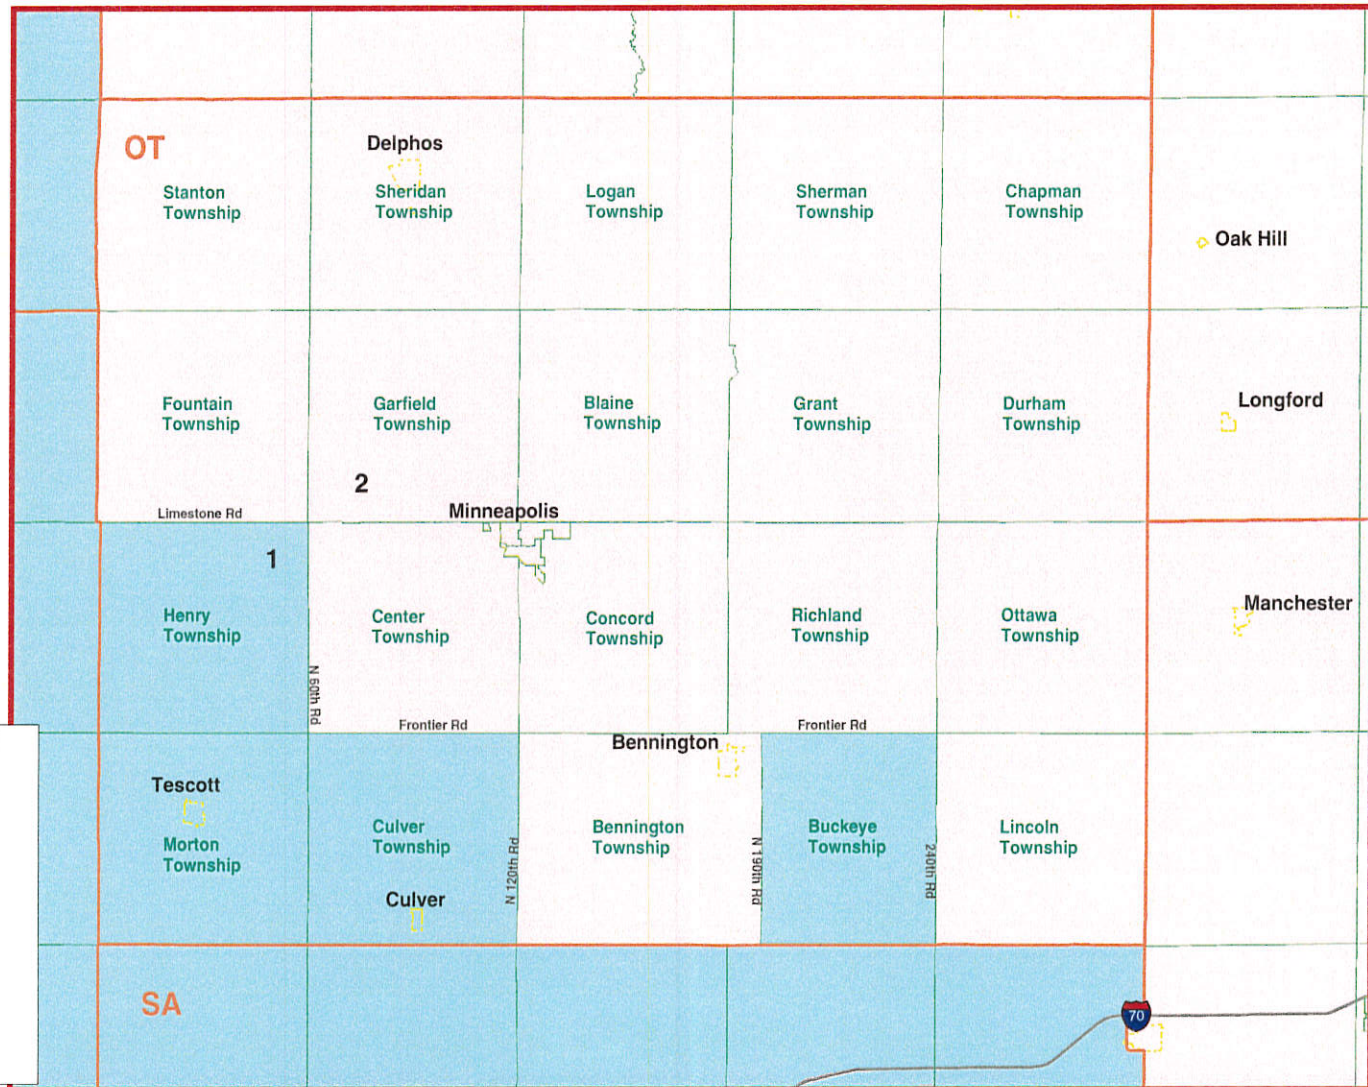 OT
Delphos
Stanton
Township
Sheridan
Township
Logan
Township
Sherman
Township
Chapman
Township
Oak Hill
Fountain
Township
Garfield
Township
Blaine
Township
Grant
Township
Durham
Township
Longford
2
Limestone Rd
Minneapolis
1
Henry
Township
Center
Township
Concord
Township
Richland
Township
Ottawa
Township
Manchester
N 60th Rd
Frontier Rd
Frontier Rd
Bennington
Tescott
Morton
Township
Culver
Township
N 120th Rd
Bennington
Township
N 190th Rd
Buckeye
Township
240th Rd
Lincoln
Township
Culver
SA
70